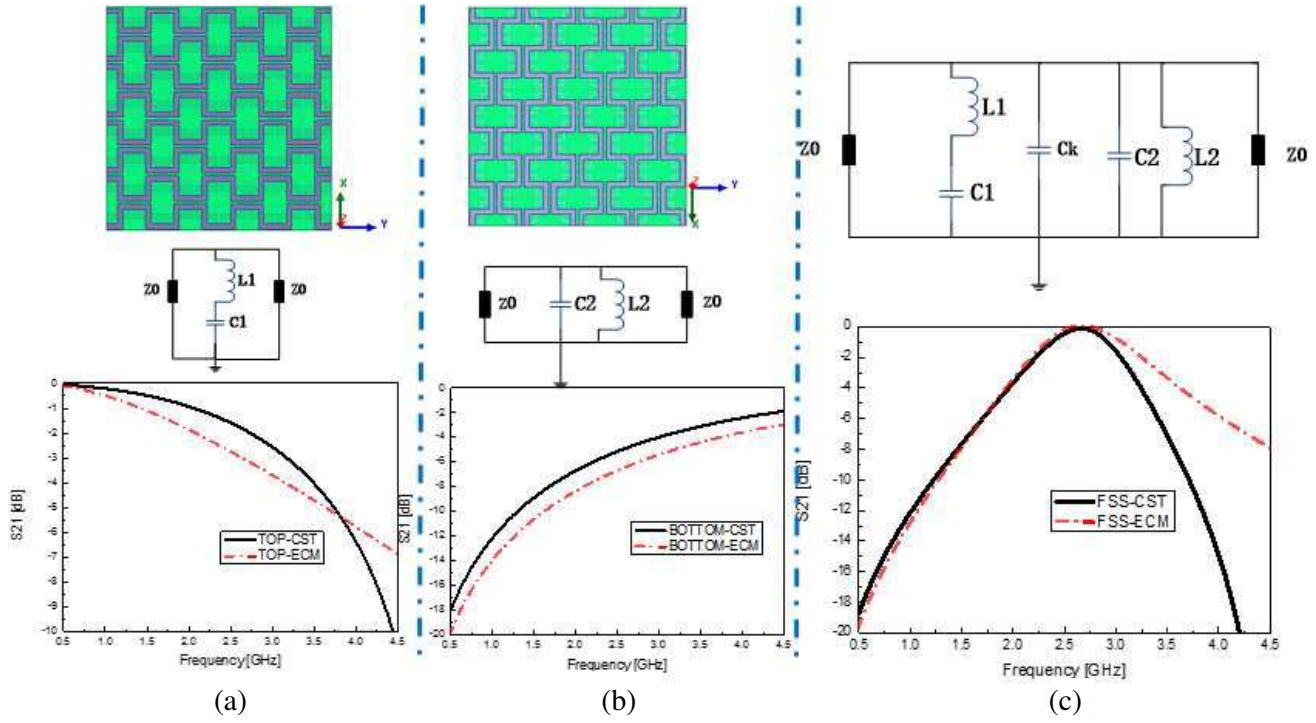 X
Z
Y
Z
Y
X
Z0
L1
C1
Z0
Z0
C2
L2
Z0
Z0
L1
C1
Ck
C2
L2
Z0
0
-1
-2
-3
-4
-5
-6
-7
-8
-9
-10
S21 [dB]
TOP-CST
TOP-ECM
0.5 1.0 1.5 2.0 2.5 3.0 3.5 4.0 4.5
Frequency [GHz]
0
-2
-4
-6
-8
-10
-12
-14
-16
-18
-20
S21 [dB]
BOTTOM-CST
BOTTOM-ECM
0.5 1.0 1.5 2.0 2.5 3.0 3.5 4.0 4.5
Frequency [GHz]
0
-2
-4
-6
-8
-10
-12
-14
-16
-18
-20
S21 [dB]
FSS-CST
FSS-ECM
0.5 1.0 1.5 2.0 2.5 3.0 3.5 4.0 4.5
Frequency [GHz]
(a)
(b)
(c)